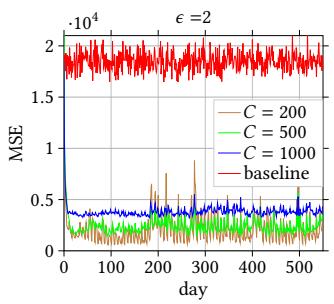 ϵ =2
·10⁴
2
1.5
1
0.5
0
MSE
C = 200
C = 500
C = 1000
baseline
0 100 200 300 400 500
day